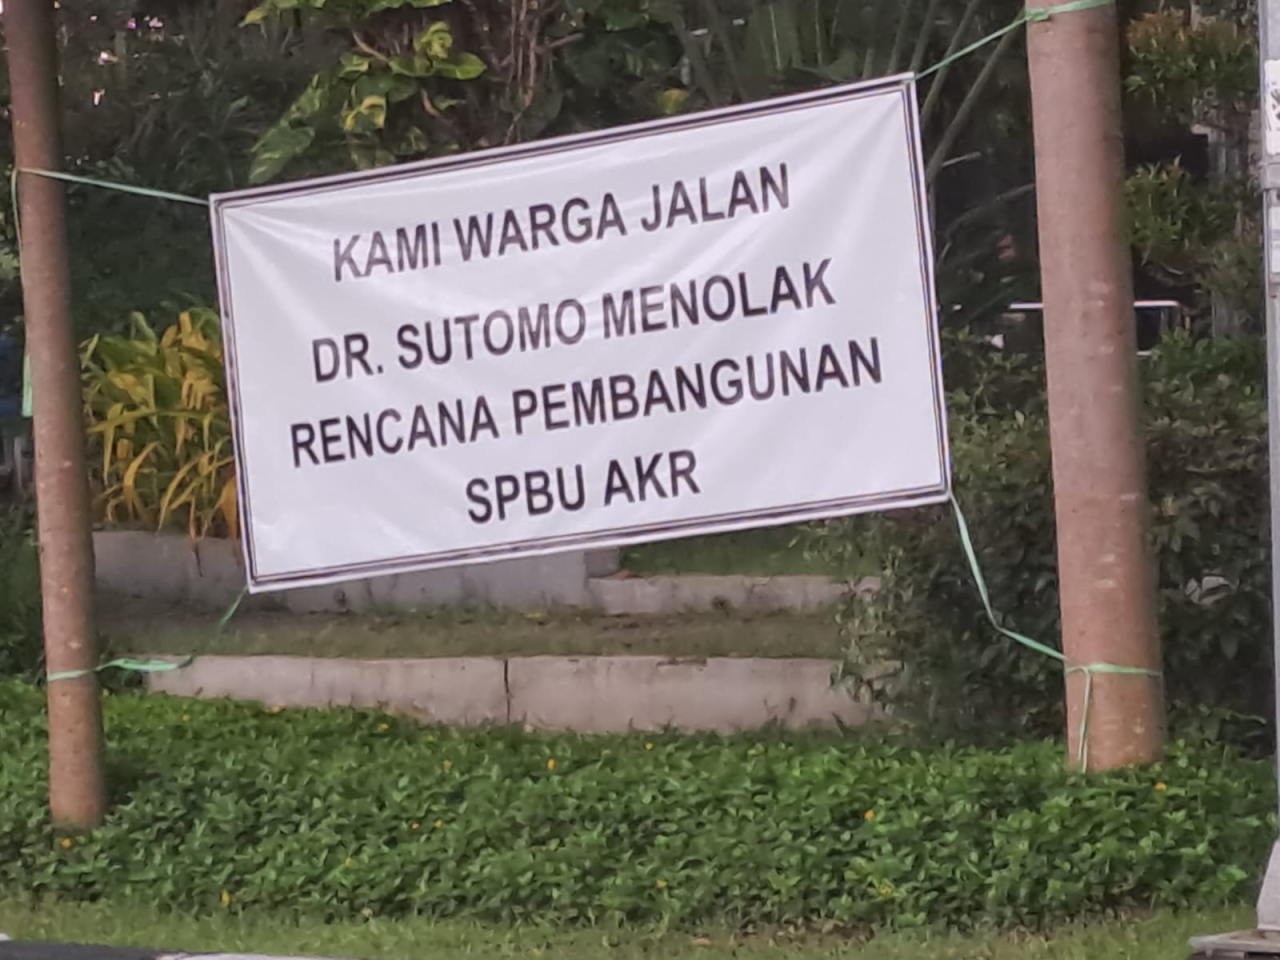 KAMI WARGA JALAN
DR. SUTOMO MENOLAK
RENCANA PEMBANGUNAN
SPBU AKR